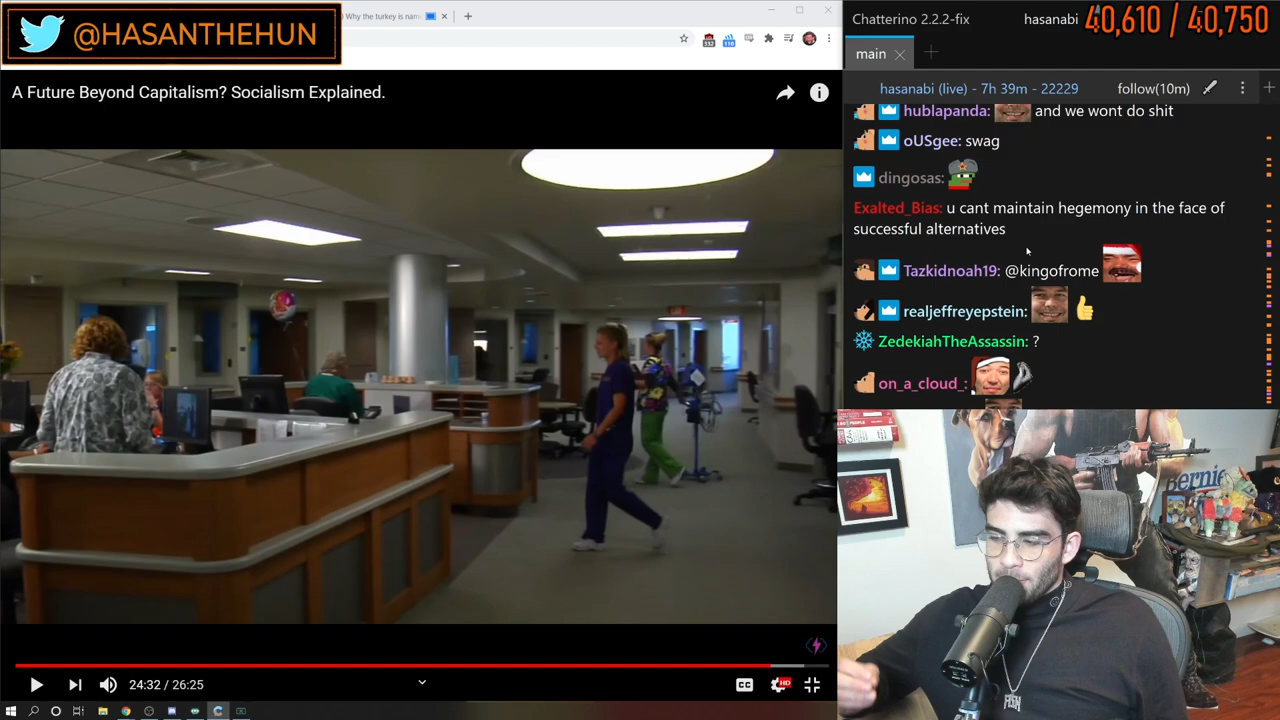 @HASANTHEHUN
Why the turkey is nam
A Future Beyond Capitalism? Socialism Explained.
24:32 / 26:25
CC
HD
Chatterino 2.2.2-fix
hasanabi
40,610 / 40,750
main
hasanabi (live) - 7h 39m - 22229
follow(10m)
hublapanda: and we wont do shit
oUSgee: swag
dingosas:
Exalted_Bias: u cant maintain hegemony in the face of
successful alternatives
Tazkidnoah19: @kingofrome
realjeffreyepstein:
ZedekiahTheAssassin: ?
on_a_cloud_:
Bernie